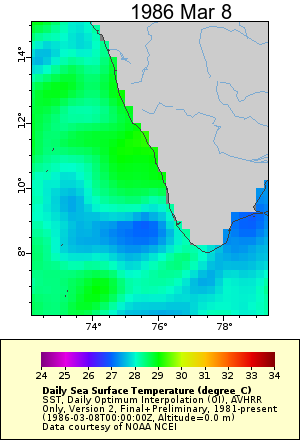 1986 Mar 8
14°
12°
10°
8°
74°
76°
78°
24 25 26 27 28 29 30 31 32 33 34
Daily Sea Surface Temperature (degree_C)
SST, Daily Optimum Interpolation (OI), AVHRR
Only, Version 2, Final+Preliminary, 1981-present
(1986-03-08T00:00:00Z, Altitude=0.0 m)
Data courtesy of NOAA NCEI